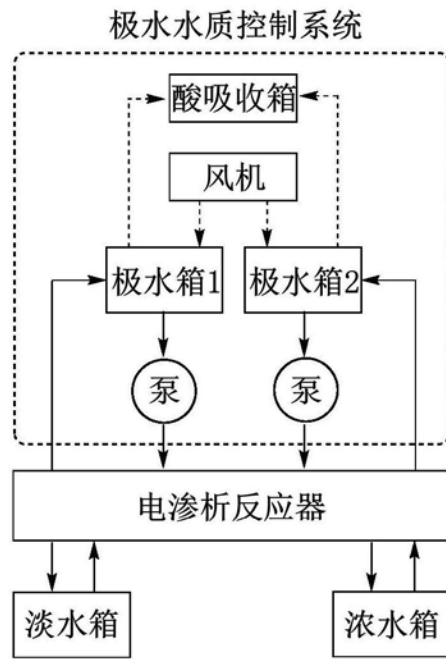 极水水质控制系统
酸吸收箱
风机
极水箱1
极水箱2
泵
泵
电渗析反应器
淡水箱
浓水箱